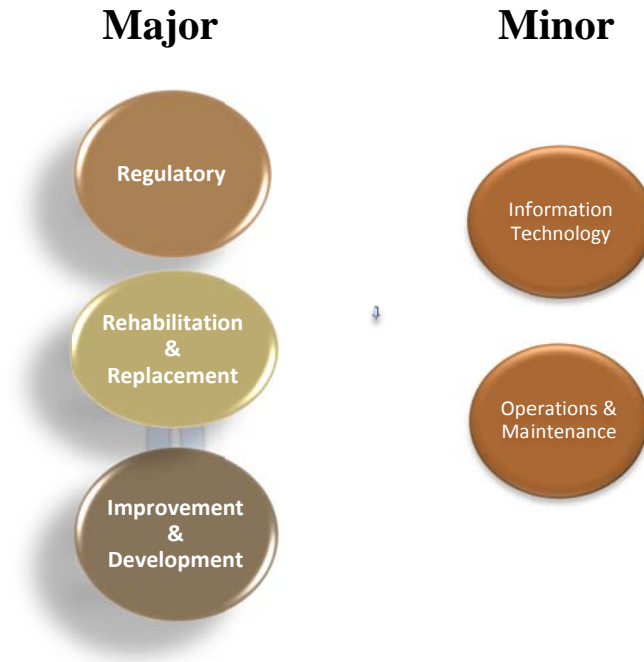 Major
Minor
Regulatory
Rehabilitation
&
Replacement
Improvement
&
Development
Information
Technology
Operations &
Maintenance